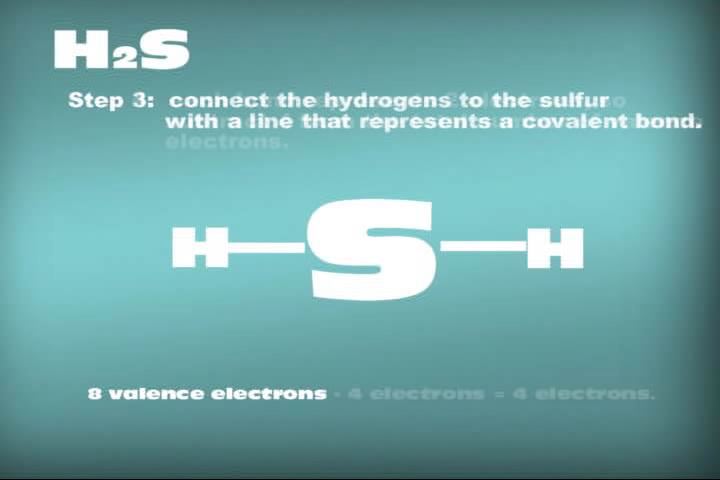 H2S
Step 3: connect the hydrogens to the sulfur
with a line that represents a covalent bond.
electrons.
H S H
8 valence electrons - 4 electrons = 4 electrons.